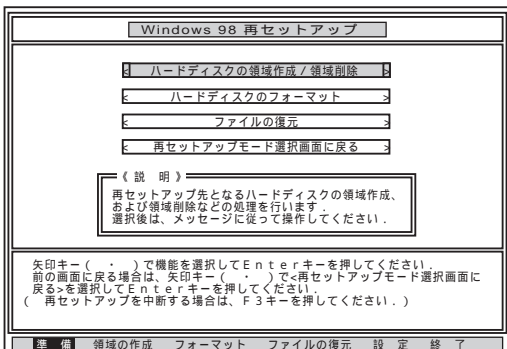 Windows 98 再セットアップ
< ハードディスクの領域作成 / 領域削除 >
< ハードディスクのフォーマット >
< ファイルの復元 >
< 再セットアップモード選択画面に戻る >
《 説 明 》
再セットアップ先となるハードディスクの領域作成、
および領域削除などの処理を行います.
選択後は、メッセージに従って操作してください.
矢印キー ( ・ ) で機能を選択してＥｎｔｅｒキーを押してください.
前の画面に戻る場合は、矢印キー ( ・ ) で<再セットアップモード選択画面に
戻る>を選択してＥｎｔｅｒキーを押してください.
( 再セットアップを中断する場合は、Ｆ３キーを押してください. )
準 備 領域の作成 フォーマット ファイルの復元 設 定 終 了